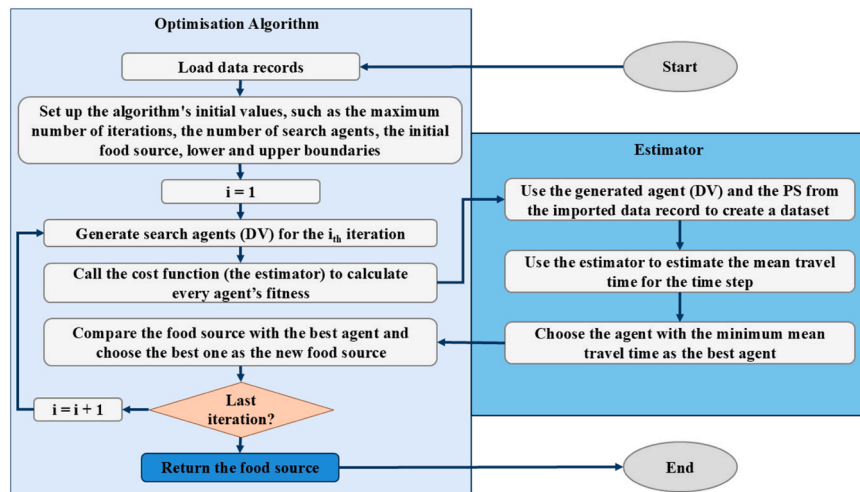 Optimisation Algorithm
Load data records
Start
Set up the algorithm's initial values, such as the maximum
number of iterations, the number of search agents, the initial
food source, lower and upper boundaries
i = 1
Generate search agents (DV) for the ith iteration
Call the cost function (the estimator) to calculate
every agent's fitness
Estimator
Use the generated agent (DV) and the PS from
the imported data record to create a dataset
Use the estimator to estimate the mean travel
time for the time step
Choose the agent with the minimum mean
travel time as the best agent
Compare the food source with the best agent and
choose the best one as the new food source
Last
iteration?
i = i + 1
Return the food source
End